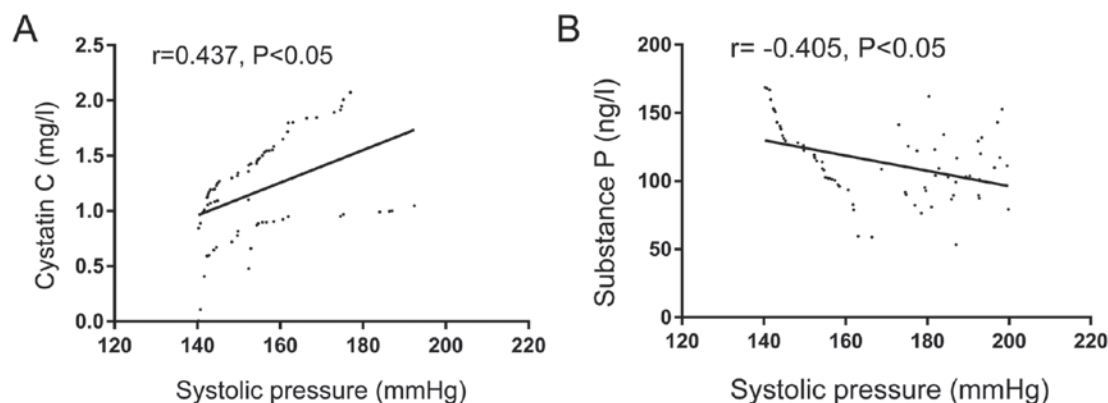 A
r=0.437, P<0.05
Cystatin C (mg/l)
2.5
2.0
1.5
1.0
0.5
0.0
120 140 160 180 200 220
Systolic pressure (mmHg)
B
r= -0.405, P<0.05
Substance P (ng/l)
200
150
100
50
0
120 140 160 180 200 220
Systolic pressure (mmHg)